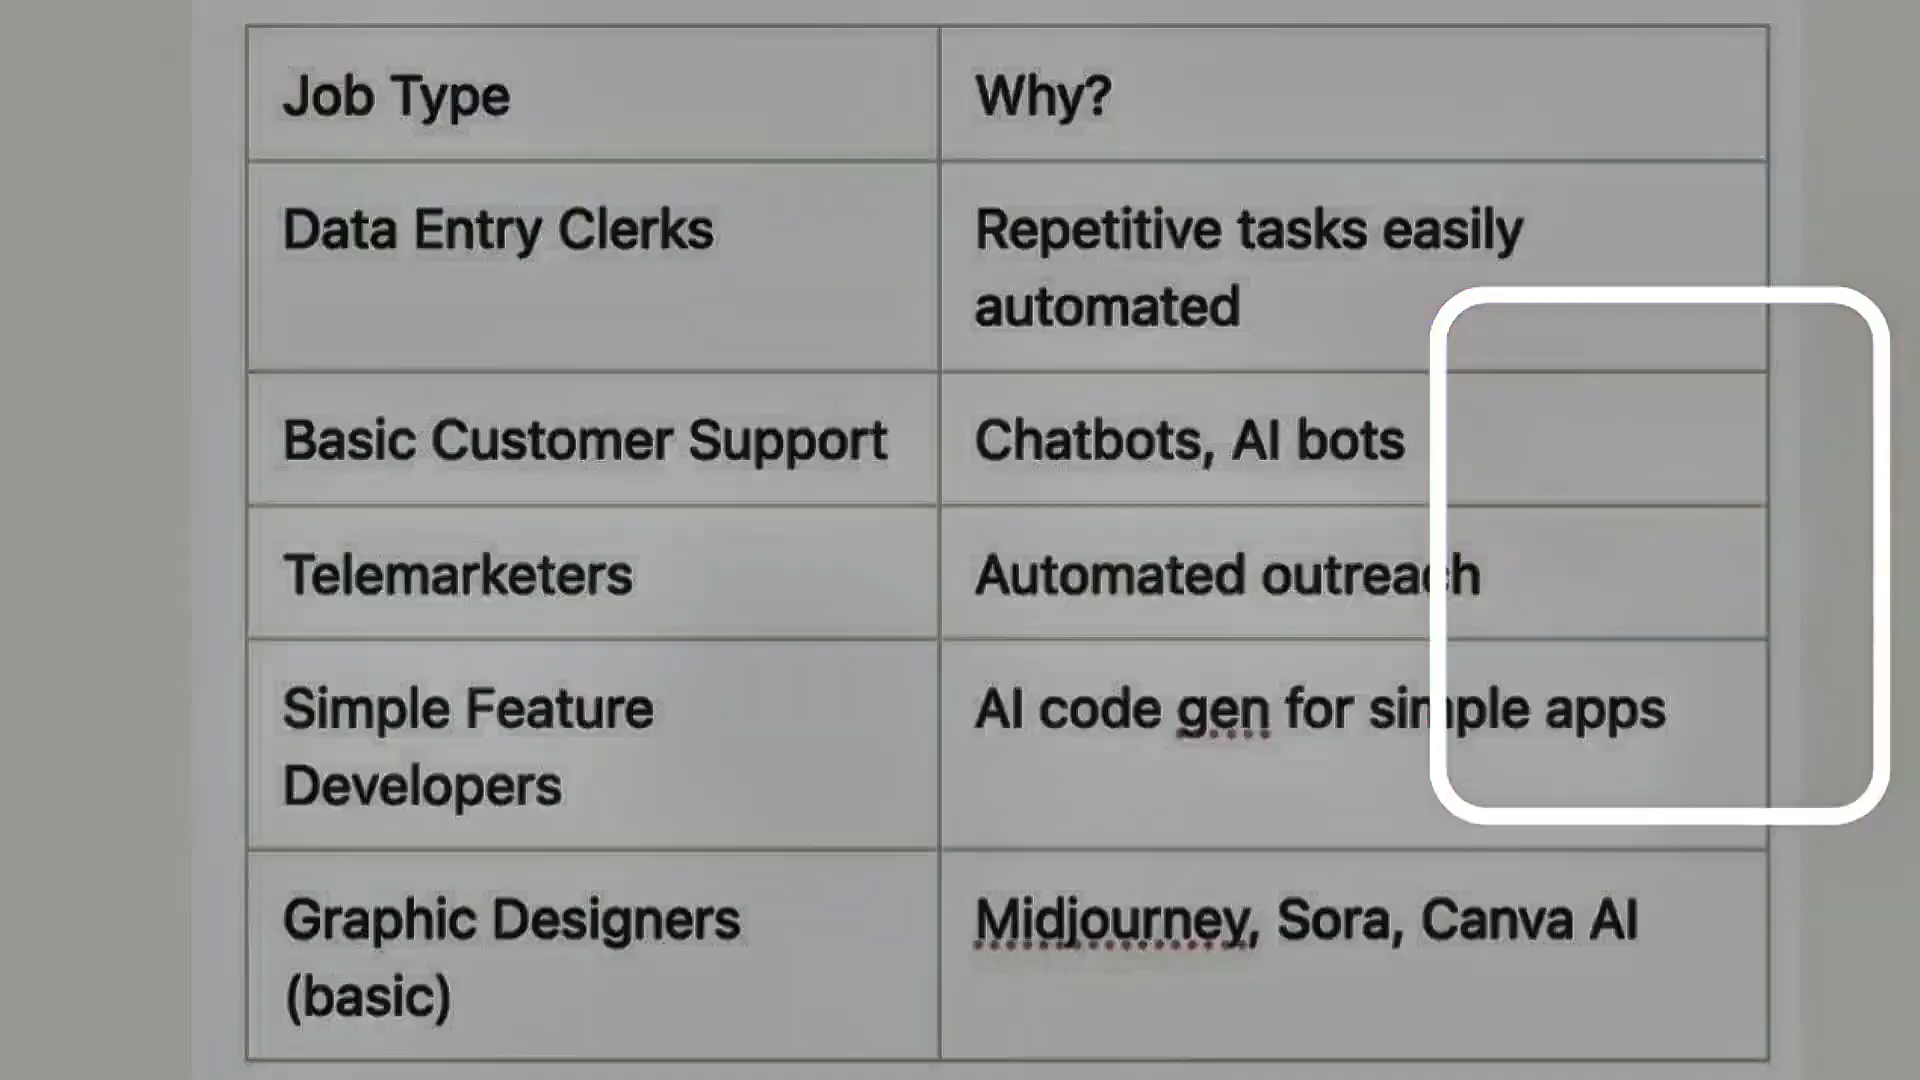 Job Type
Why?
Data Entry Clerks
Repetitive tasks easily
automated
Basic Customer Support
Chatbots, AI bots
Telemarketers
Automated outreach
Simple Feature
Developers
AI code gen for simple apps
Graphic Designers
(basic)
Midjourney, Sora, Canva AI